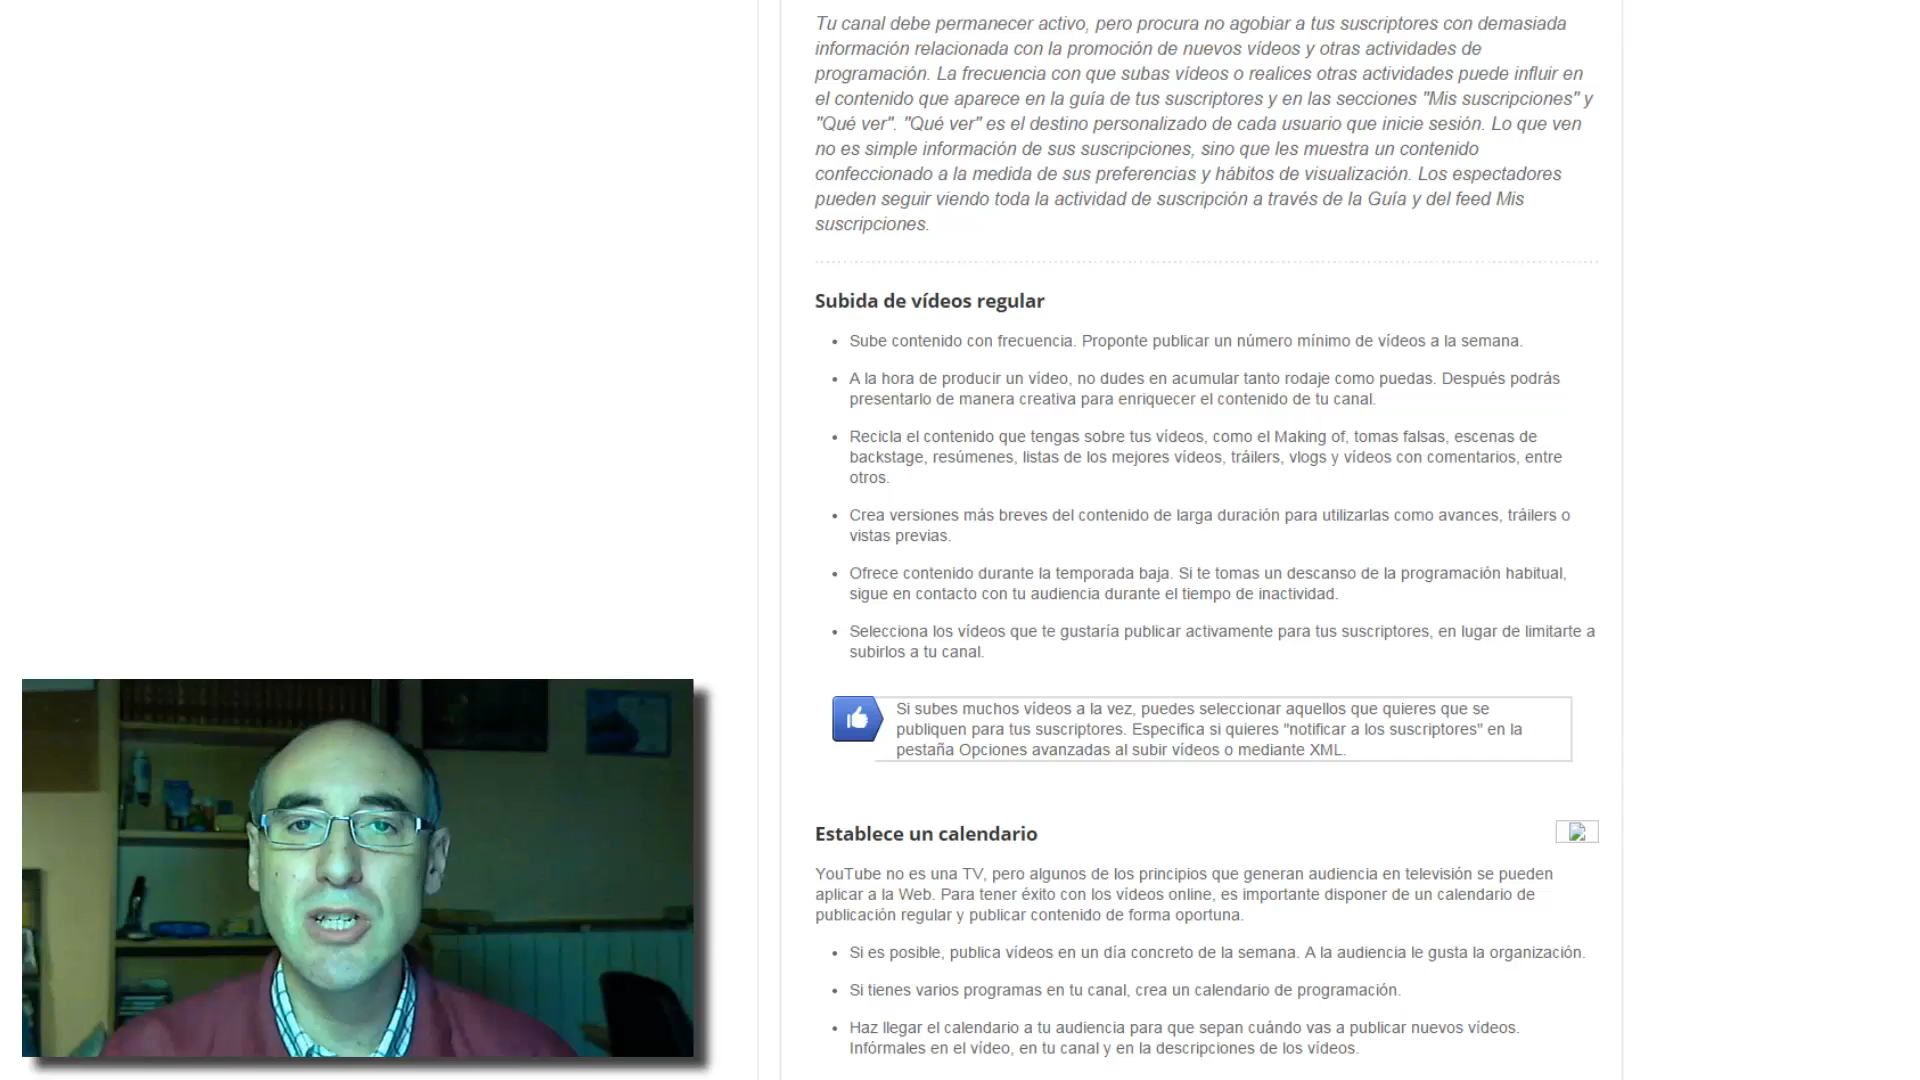 Tu canal debe permanecer activo, pero procura no agobiar a tus suscriptores con demasiada
información relacionada con la promoción de nuevos vídeos y otras actividades de
programación. La frecuencia con que subas vídeos o realices otras actividades puede influir en
el contenido que aparece en la guía de tus suscriptores y en las secciones "Mis suscripciones" y
"Qué ver". "Qué ver" es el destino personalizado de cada usuario que inicie sesión. Lo que ven
no es simple información de sus suscripciones, sino que les muestra un contenido
confeccionado a la medida de sus preferencias y hábitos de visualización. Los espectadores
pueden seguir viendo toda la actividad de suscripción a través de la Guía y del feed Mis
suscripciones.
Subida de vídeos regular
• Sube contenido con frecuencia. Proponte publicar un número mínimo de vídeos a la semana.
• A la hora de producir un vídeo, no dudes en acumular tanto rodaje como puedas. Después podrás
presentarlo de manera creativa para enriquecer el contenido de tu canal.
• Recicla el contenido que tengas sobre tus vídeos, como el Making of, tomas falsas, escenas de
backstage, resúmenes, listas de los mejores vídeos, tráilers, vlogs y vídeos con comentarios, entre
otros.
• Crea versiones más breves del contenido de larga duración para utilizarlas como avances, tráilers o
vistas previas.
• Ofrece contenido durante la temporada baja. Si te tomas un descanso de la programación habitual,
sigue en contacto con tu audiencia durante el tiempo de inactividad.
• Selecciona los vídeos que te gustaría publicar activamente para tus suscriptores, en lugar de limitarte a
subirlos a tu canal.
Si subes muchos vídeos a la vez, puedes seleccionar aquellos que quieres que se
publiquen para tus suscriptores. Especifica si quieres "notificar a los suscriptores" en la
pestaña Opciones avanzadas al subir vídeos o mediante XML.
Establece un calendario
YouTube no es una TV, pero algunos de los principios que generan audiencia en televisión se pueden
aplicar a la Web. Para tener éxito con los vídeos online, es importante disponer de un calendario de
publicación regular y publicar contenido de forma oportuna.
• Si es posible, publica vídeos en un día concreto de la semana. A la audiencia le gusta la organización.
• Si tienes varios programas en tu canal, crea un calendario de programación.
• Haz llegar el calendario a tu audiencia para que sepan cuándo vas a publicar nuevos vídeos.
Infórmales en el vídeo, en tu canal y en la descripciones de los vídeos.